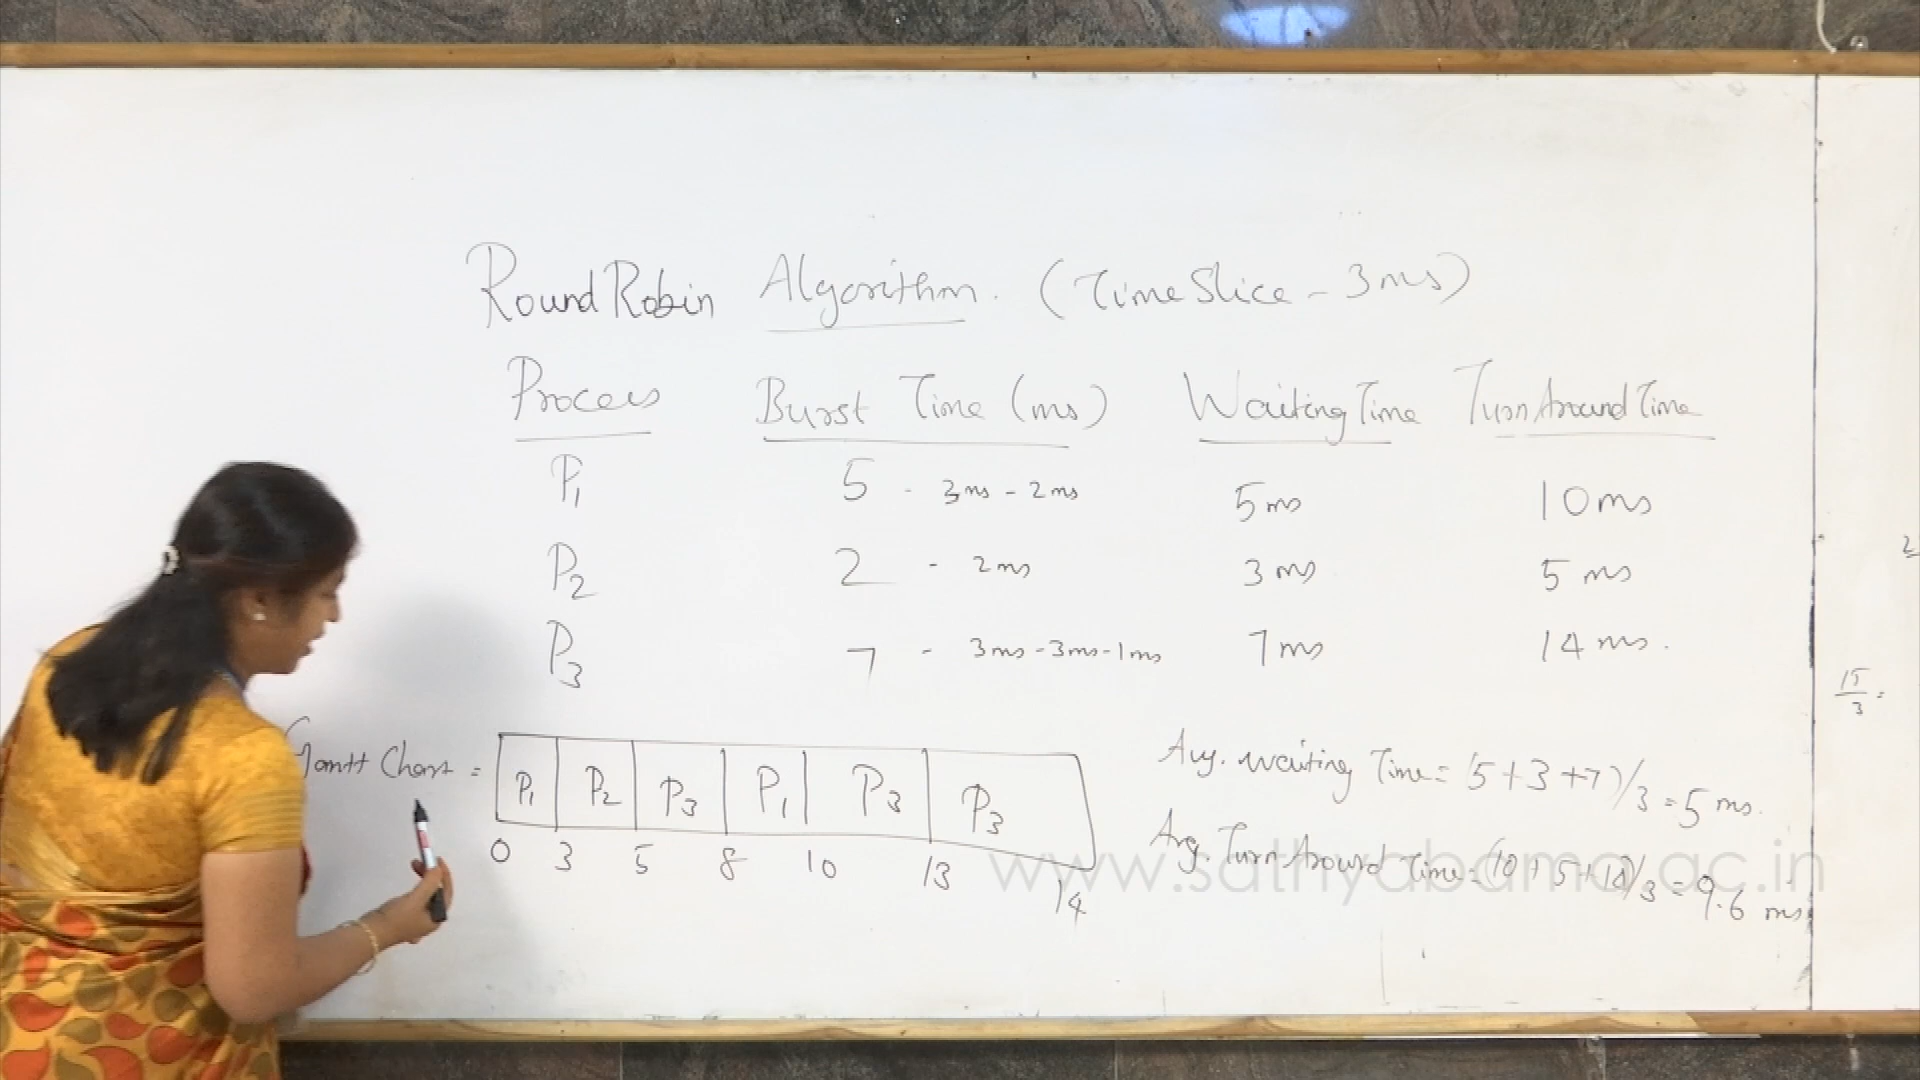 Round Robin Algorithm. (Time Slice - 3ms)
Process Burst Time (ms) Waiting Time Turn Around Time
P1 5 - 3ms - 2ms 5ms 10ms
P2 2 - 2ms 3ms 5ms
P3 7 - 3ms - 3ms - 1ms 7ms 14ms.
15/3 =
Gantt Chart = P1 P2 P3 P1 P3 P3
0 3 5 8 10 13 14
Avg. Waiting Time = (5+3+7)/3 = 5ms.
Avg. Turn Around Time = (10+5+14)/3 = 9.6 ms
www.sathyabama.ac.in
2